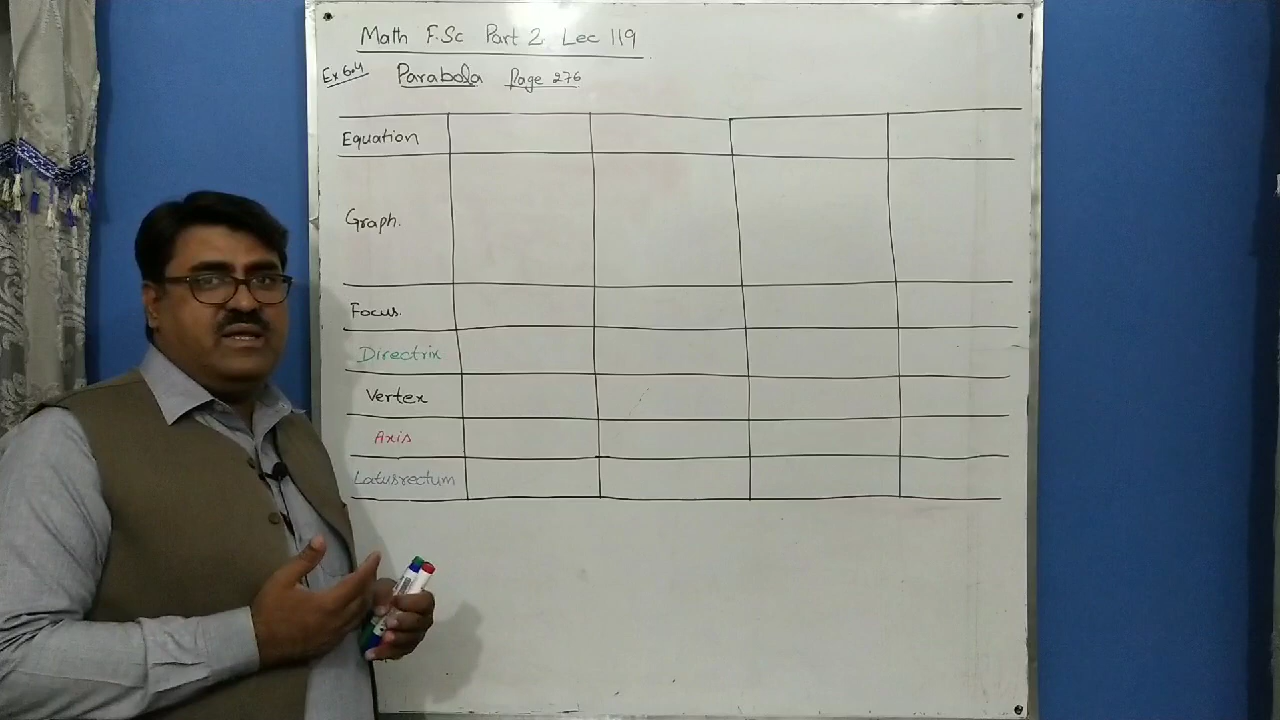 Math F.Sc Part 2 Lec 119
Ex 6.4 Parabola Page 276
Equation
Graph.
Focus.
Directrix
Vertex
Axis
Latusrectum